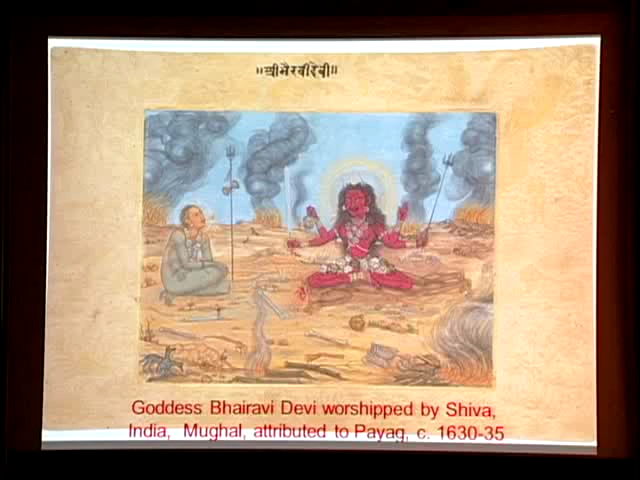 ॥श्रीभैरवीदेवी॥
Goddess Bhairavi Devi worshipped by Shiva,
India, Mughal, attributed to Payag, c. 1630-35